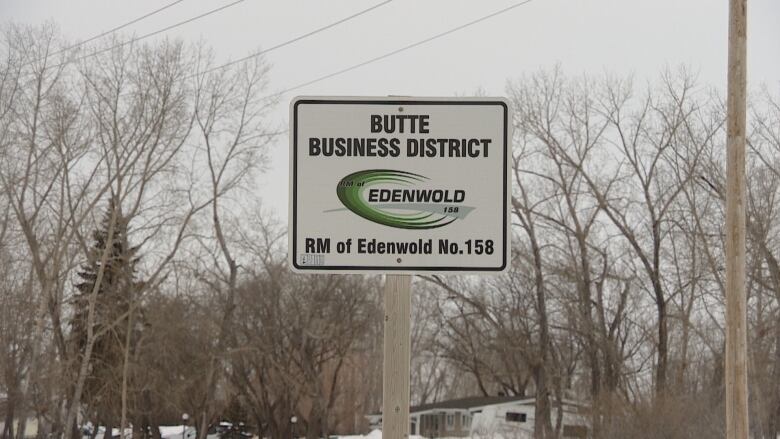 BUTTE
BUSINESS DISTRICT
RM of
EDENWOLD
158
RM of Edenwold No.158